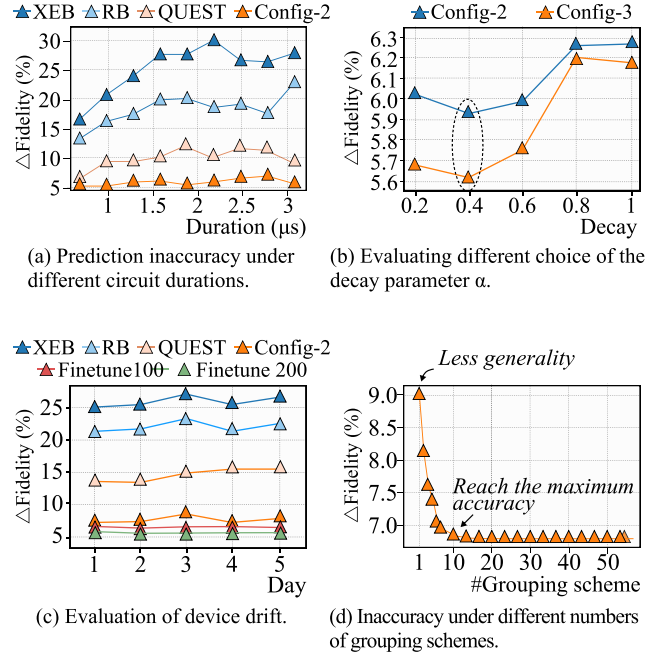 XEB RB QUEST Config-2
△Fidelity (%)
30
25
20
15
10
5
1 1.5 2 2.5 3
Duration (μs)
(a) Prediction inaccuracy under
different circuit durations.
Config-2 Config-3
△Fidelity (%)
6.3
6.2
6.0
5.9
5.7
5.6
0.2 0.4 0.6 0.8 1
Decay
(b) Evaluating different choice of the
decay parameter α.
XEB RB QUEST Config-2
Finetune100 Finetune 200
△Fidelity (%)
25
20
15
10
5
1 2 3 4 5
Day
(c) Evaluation of device drift.
Less generality
△Fidelity (%)
9.0
8.5
8.0
7.5
7.0
Reach the maximum
accuracy
1 10 20 30 40 50
#Grouping scheme
(d) Inaccuracy under different numbers
of grouping schemes.